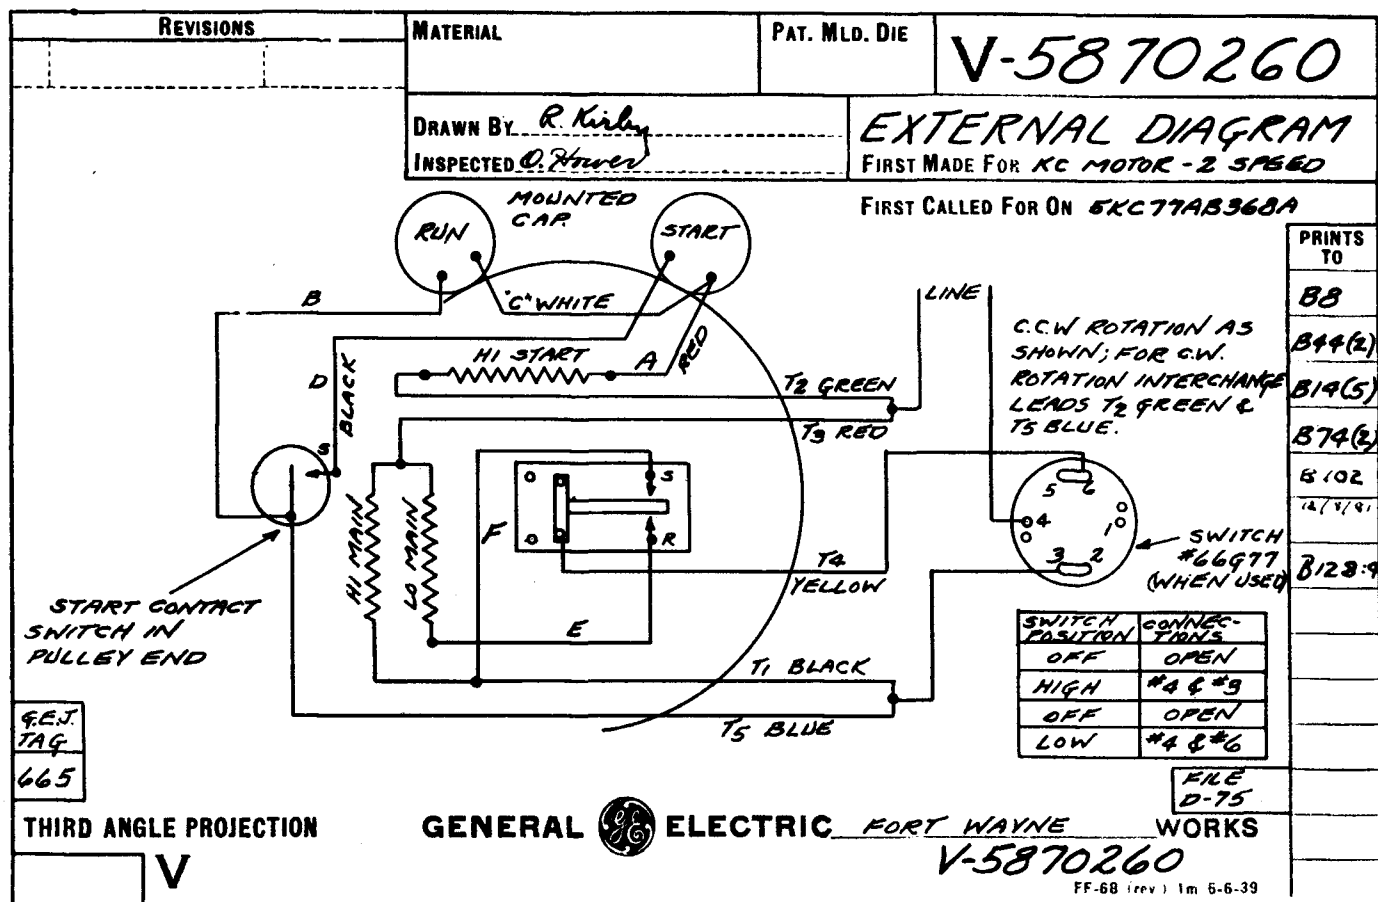 REVISIONS
MATERIAL
PAT. MLD. DIE
V-5870260
DRAWN BY R. Kirby
INSPECTED O. Hower
EXTERNAL DIAGRAM
FIRST MADE FOR KC MOTOR - 2 SPEED
FIRST CALLED FOR ON 5KC77AB368A
MOUNTED
CAP.
RUN
START
PRINTS
TO
B8
B44(2)
B14(5)
B74(2)
B102
B128:9
B
"C" WHITE
LINE
C.C.W ROTATION AS
SHOWN; FOR C.W.
ROTATION INTERCHANGE
LEADS T2 GREEN &
T5 BLUE.
HI START
A
RED
D
BLACK
T2 GREEN
T3 RED
S
HI MAIN
LO MAIN
F
S
R
5 6
4 1
3 2
T4
YELLOW
SWITCH
#66G77
(WHEN USED)
START CONTACT
SWITCH IN
PULLEY END
E
T1 BLACK
T5 BLUE
SWITCH POSITION CONNEC-TIONS
OFF OPEN
HIGH #4 & #3
OFF OPEN
LOW #4 & #6
G.E.J.
TAG
665
FILE
D-75
THIRD ANGLE PROJECTION
GENERAL GE ELECTRIC FORT WAYNE WORKS
V
V-5870260
FF-68 (rev) 1m 6-6-39